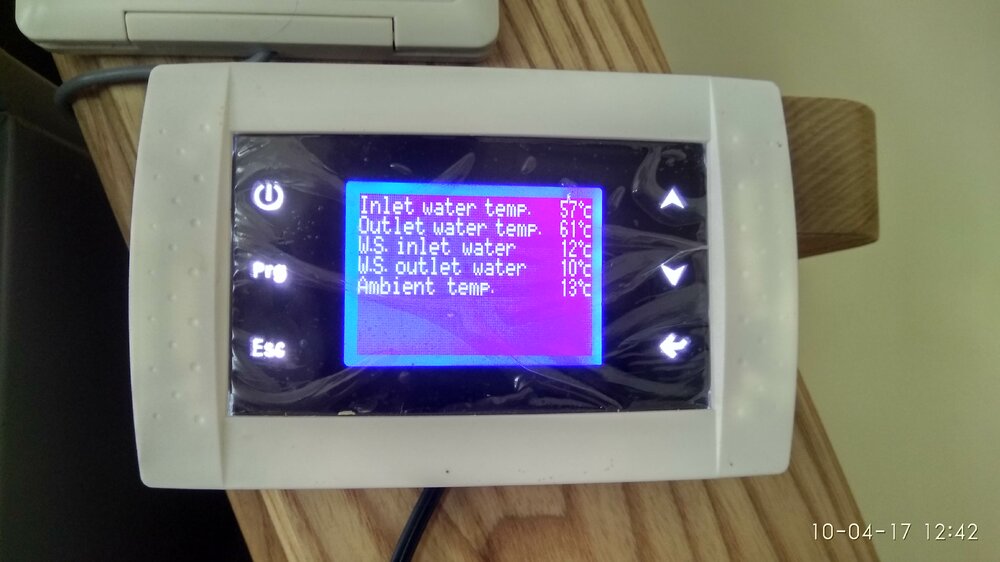 Inlet water temp. 57°c
Outlet water temp. 61°c
W.S. inlet water 12°c
W.S. outlet water 10°c
Ambient temp. 13°c
Prg
Esc
10-04-17 12:42